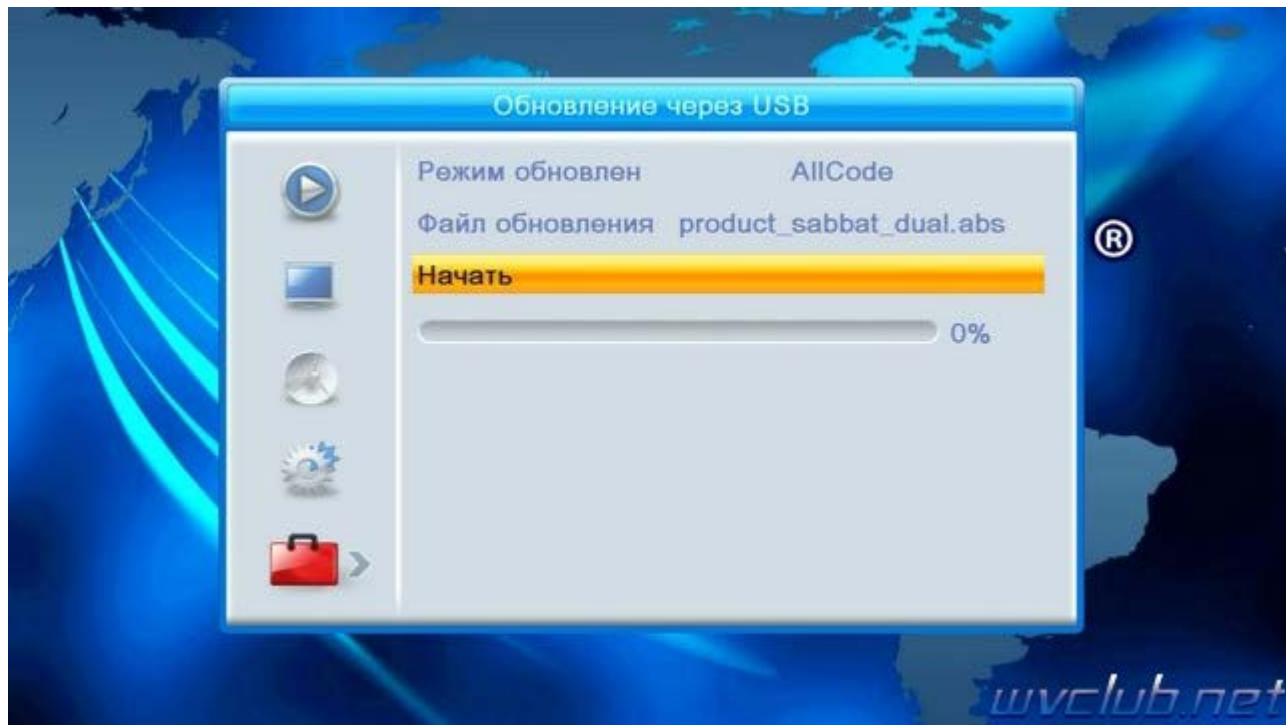 Обновление через USB
Режим обновлен AllCode
Файл обновления product_sabbat_dual.abs
Начать
0%
®
wvclub.net